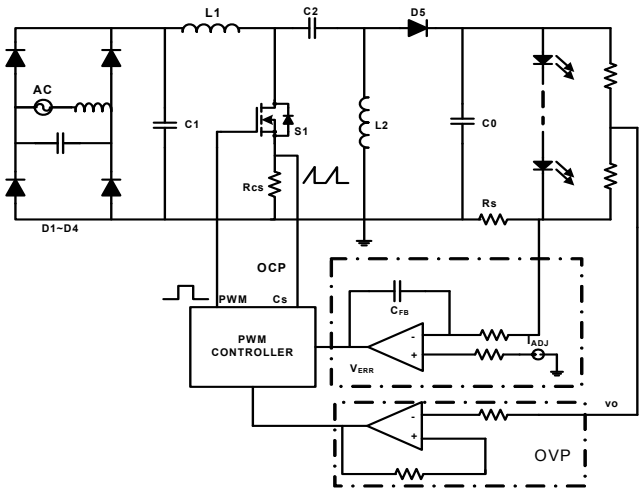 L1
C2
D5
AC
C1
S1
L2
C0
Rcs
Rs
D1~D4
OCP
PWM
Cs
CFB
IADJ
PWM
CONTROLLER
-
+
VERR
vo
-
+
OVP